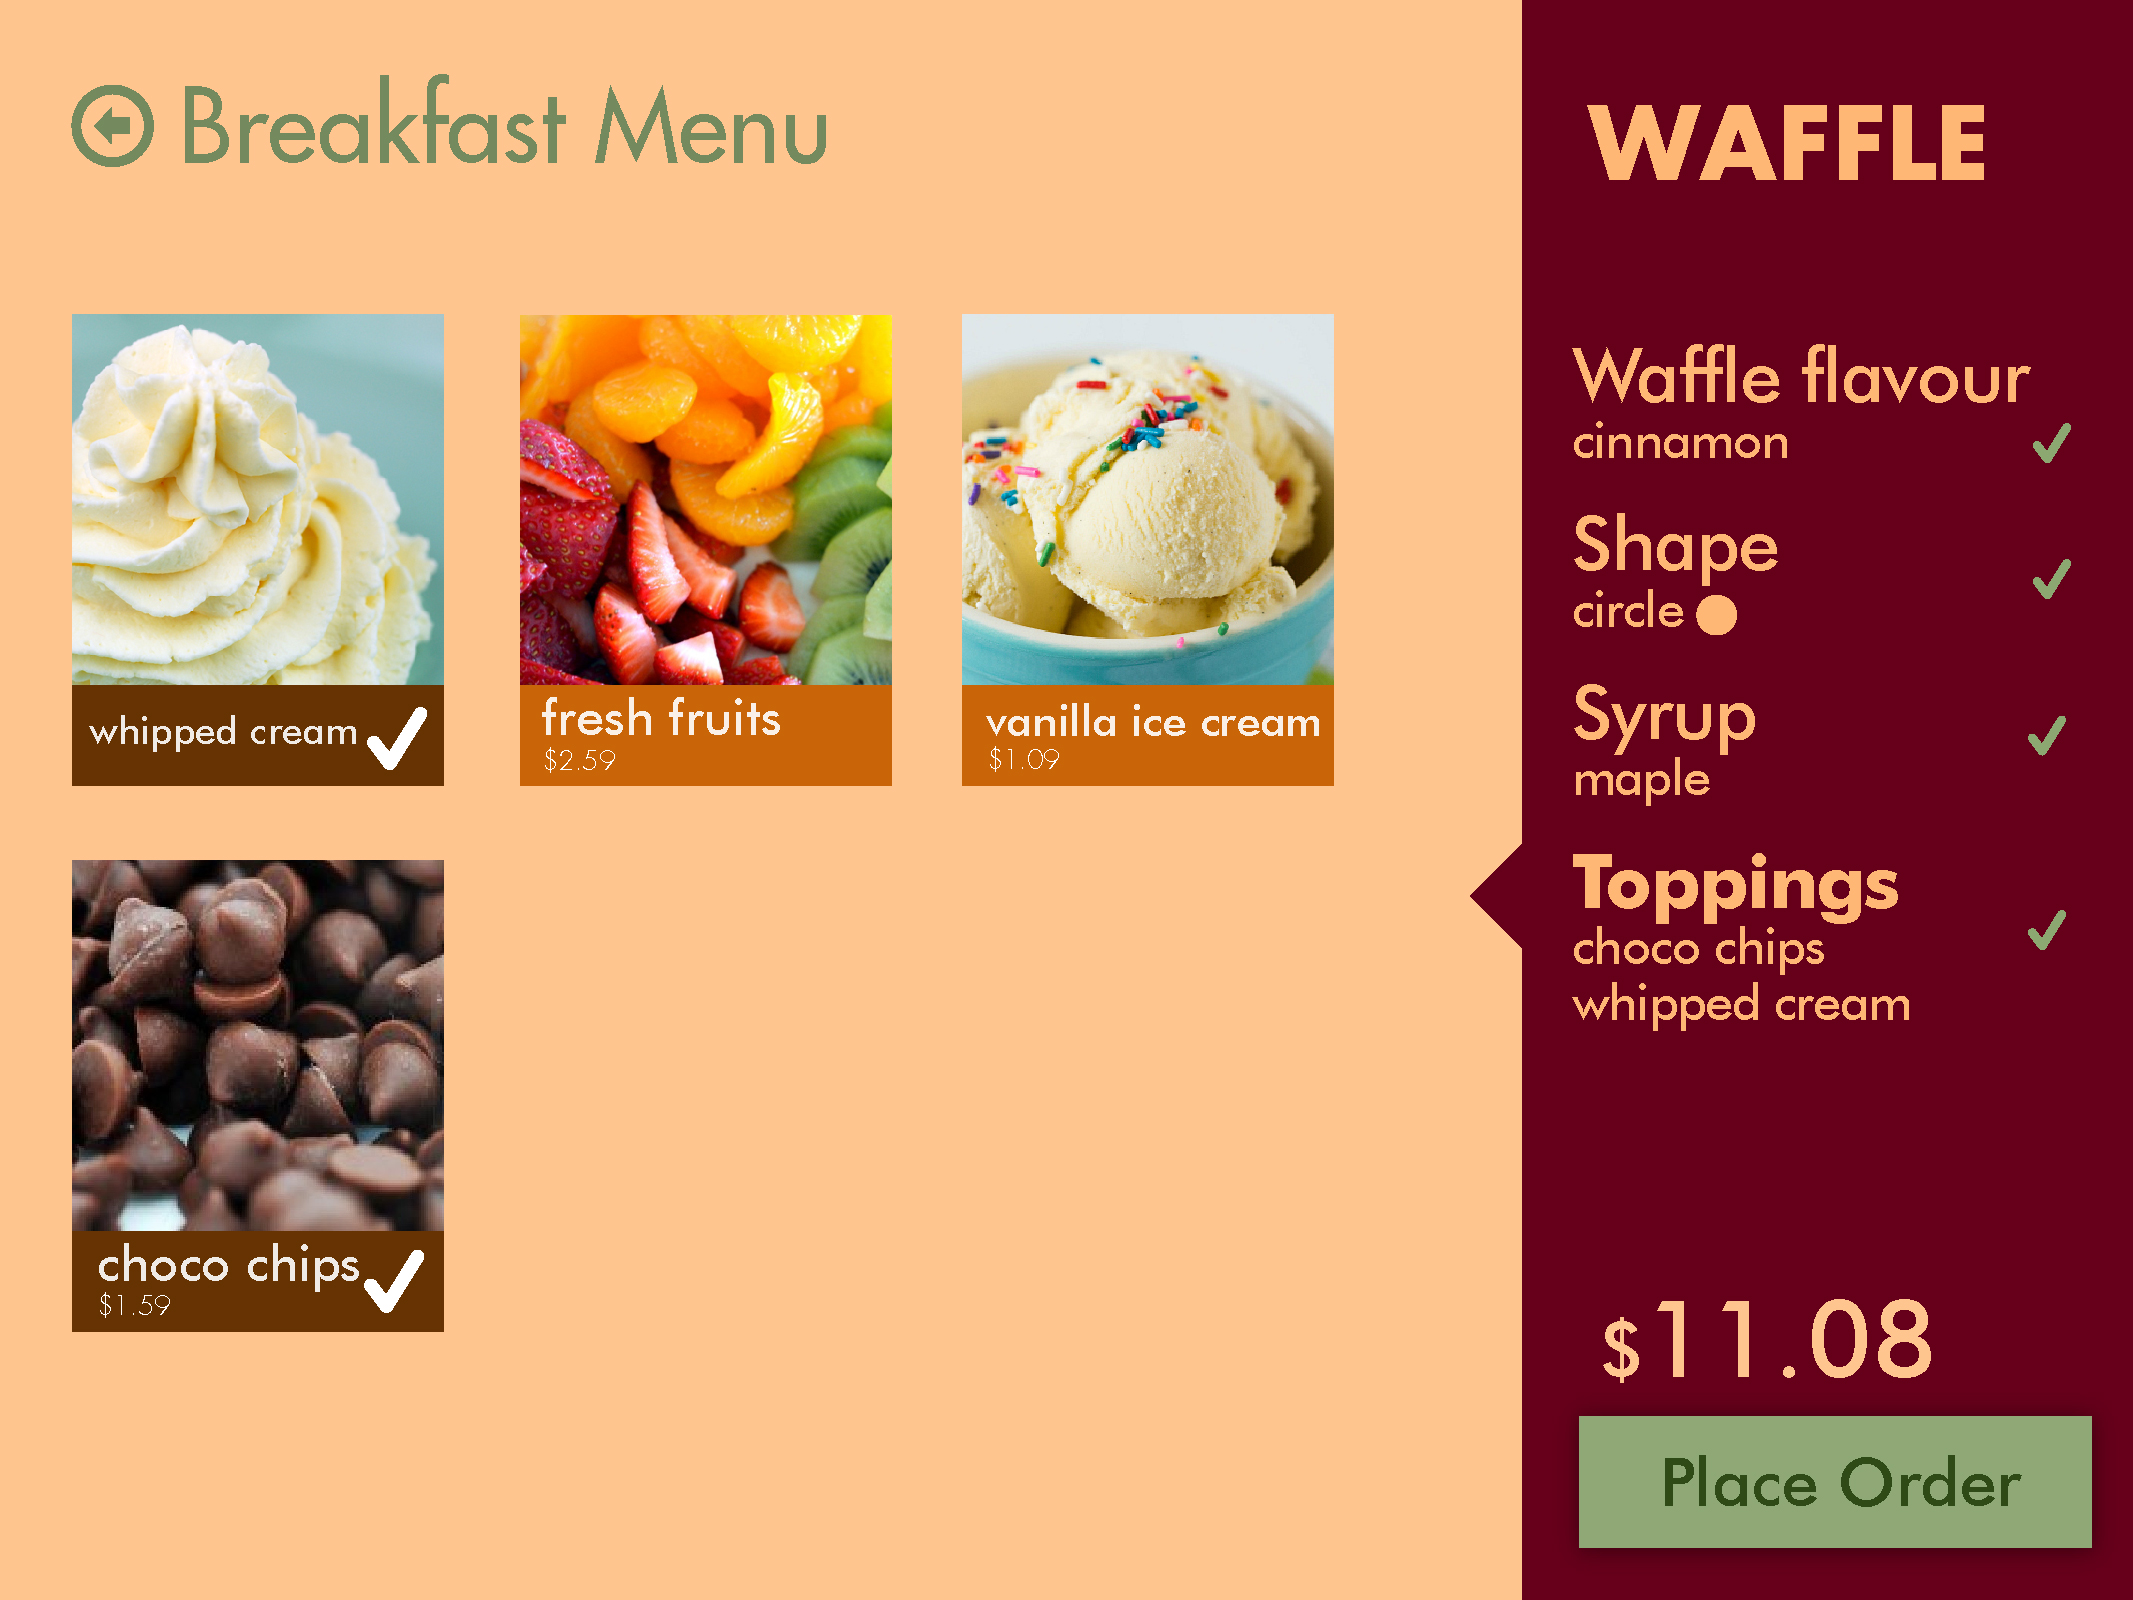 Breakfast Menu
whipped cream
fresh fruits
$2.59
vanilla ice cream
$1.09
choco chips
$1.59
WAFFLE
Waffle flavour
cinnamon
Shape
circle
Syrup
maple
Toppings
choco chips
whipped cream
$11.08
Place Order